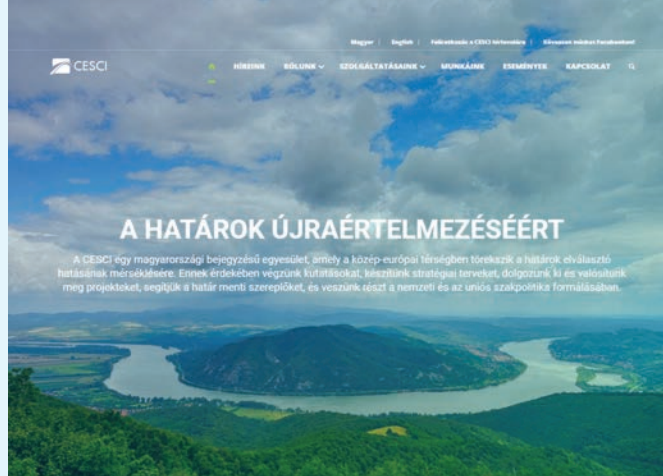 Magyar | English | Feliratkozás a CESCI hírlevelére | Kövessen minket Facebookon!
CESCI
HÍREINK RÓLUNK SZOLGÁLTATÁSAINK MUNKÁINK ESEMÉNYEK KAPCSOLAT
A HATÁROK ÚJRAÉRTELMEZÉSÉÉRT
A CESCI egy magyarországi bejegyzésű egyesület, amely a közép-európai térségben törekszik a határok elválasztó
hatásának mérséklésére. Ennek érdekében végzünk kutatásokat, készítünk stratégiai terveket, dolgozunk ki és valósítunk
meg projekteket, segítjük a határ menti szereplőket, és veszünk részt a nemzeti és az uniós szakpolitika formálásában.